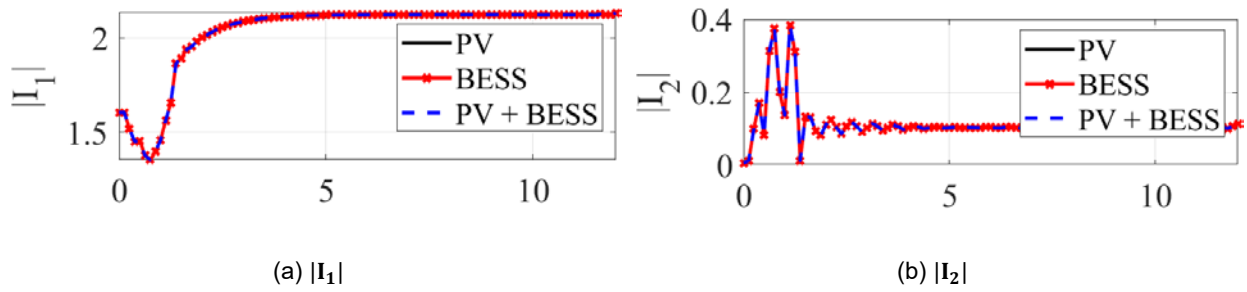 |I₁|
2
1.5
0
5
10
PV
BESS
PV + BESS
(a) |I₁|
|I₂|
0.4
0.2
0
0
5
10
PV
BESS
PV + BESS
(b) |I₂|